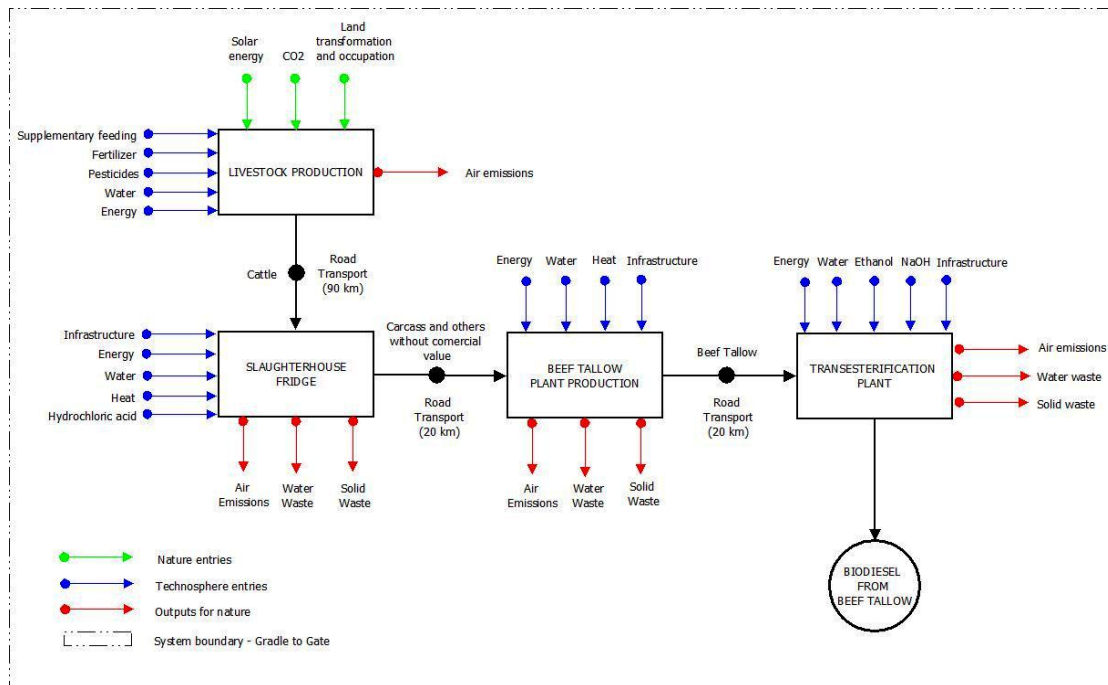 Solar
energy
CO2
Land
transformation
and occupation
Supplementary feeding
Fertilizer
Pesticides
Water
Energy
LIVESTOCK PRODUCTION
Air emissions
Cattle
Road
Transport
(90 km)
Infrastructure
Energy
Water
Heat
Hydrochloric acid
SLAUGHTERHOUSE
FRIDGE
Air
Emissions
Water
Waste
Solid
Waste
Carcass and others
without comercial
value
Road
Transport
(20 km)
Energy
Water
Heat
Infrastructure
BEEF TALLOW
PLANT PRODUCTION
Air
Emissions
Water
Waste
Solid
Waste
Beef Tallow
Road
Transport
(20 km)
Energy
Water
Ethanol
NaOH
Infrastructure
TRANSESTERIFICATION
PLANT
Air emissions
Water waste
Solid waste
BIODIESEL
FROM
BEEF TALLOW
Nature entries
Technosphere entries
Outputs for nature
System boundary - Gradle to Gate